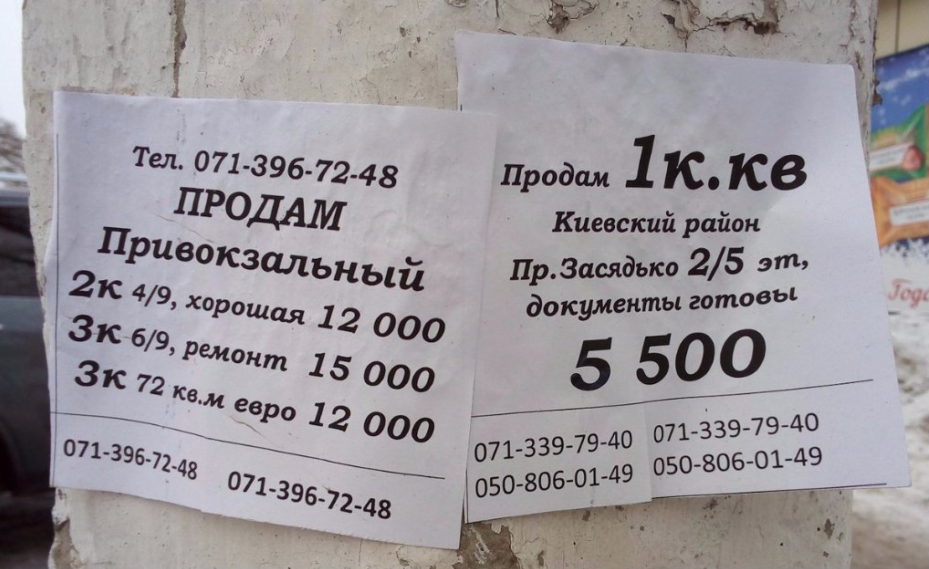 Тел. 071-396-72-48
ПРОДАМ
Привокзальный
2к 4/9, хорошая 12 000
3к 6/9, ремонт 15 000
3к 72 кв.м евро 12 000
071-396-72-48
071-396-72-48
Продам 1к.кв
Киевский район
Пр.Засядько 2/5 эт,
документы готовы
5 500
071-339-79-40
050-806-01-49
071-339-79-40
050-806-01-49